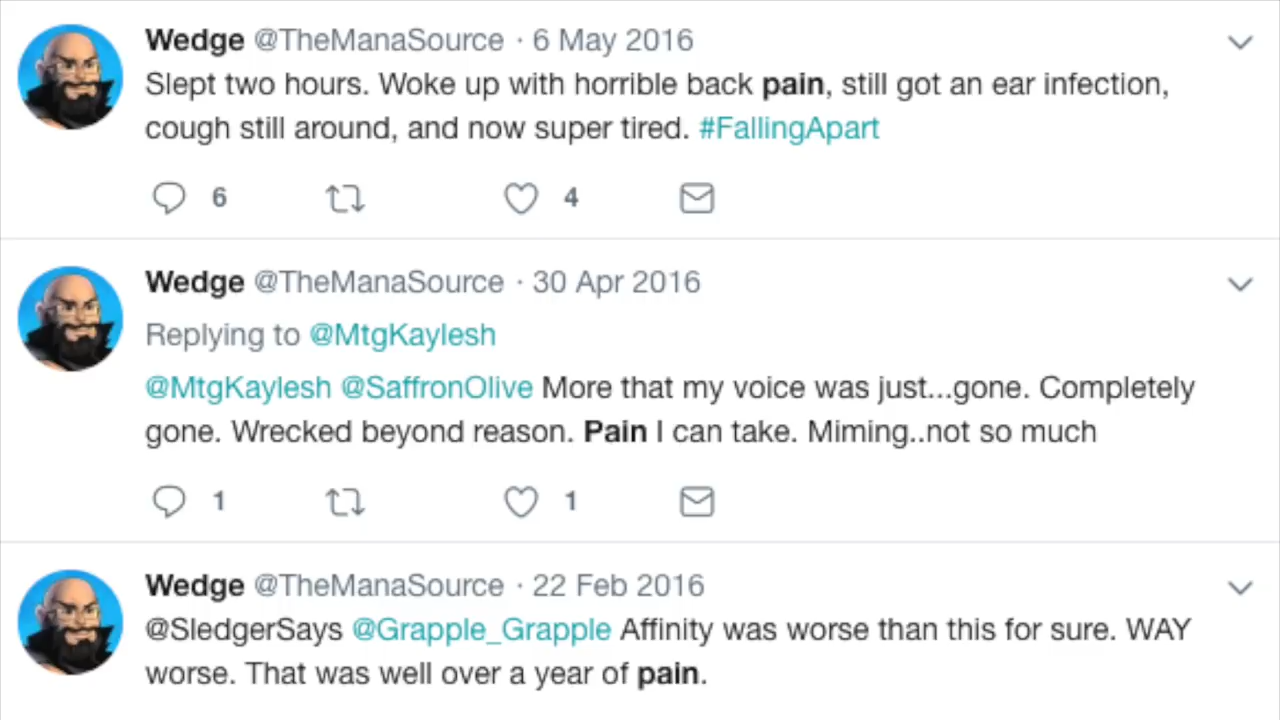 Wedge @TheManaSource · 6 May 2016
Slept two hours. Woke up with horrible back pain, still got an ear infection,
cough still around, and now super tired. #FallingApart
6 4
Wedge @TheManaSource · 30 Apr 2016
Replying to @MtgKaylesh
@MtgKaylesh @SaffronOlive More that my voice was just...gone. Completely
gone. Wrecked beyond reason. Pain I can take. Miming..not so much
1 1
Wedge @TheManaSource · 22 Feb 2016
@SledgerSays @Grapple_Grapple Affinity was worse than this for sure. WAY
worse. That was well over a year of pain.